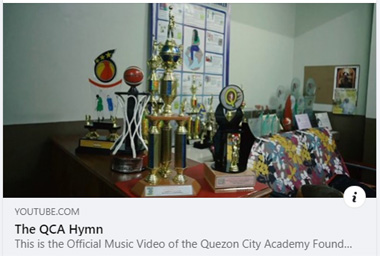 YOUTUBE.COM
The QCA Hymn
This is the Official Music Video of the Quezon City Academy Found...